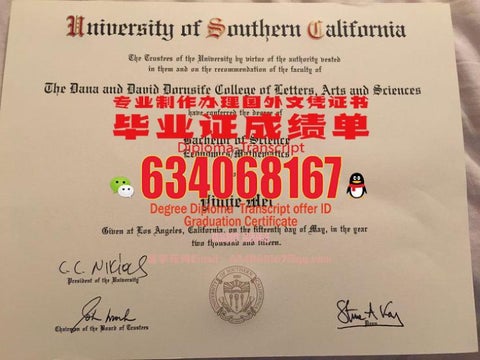 University of Southern California
The Trustees of the University by virtue of the authority vested
in them and on the recommendation of the faculty of
The Dana and David Dornsife College of Letters, Arts and Sciences
专业制作办理国外文凭证书
have conferred the degree of
毕业证成绩单
Bachelor of Science
Diploma Transcript
Economics/Mathematics
634068167
Degree Diploma Transcript offer ID
Graduation Certificate
Given at Los Angeles, California, on the fifteenth day of May, in the year
two thousand and fifteen.
C. C. Nikias
President of the University
Chairman of the Board of Trustees
Dean